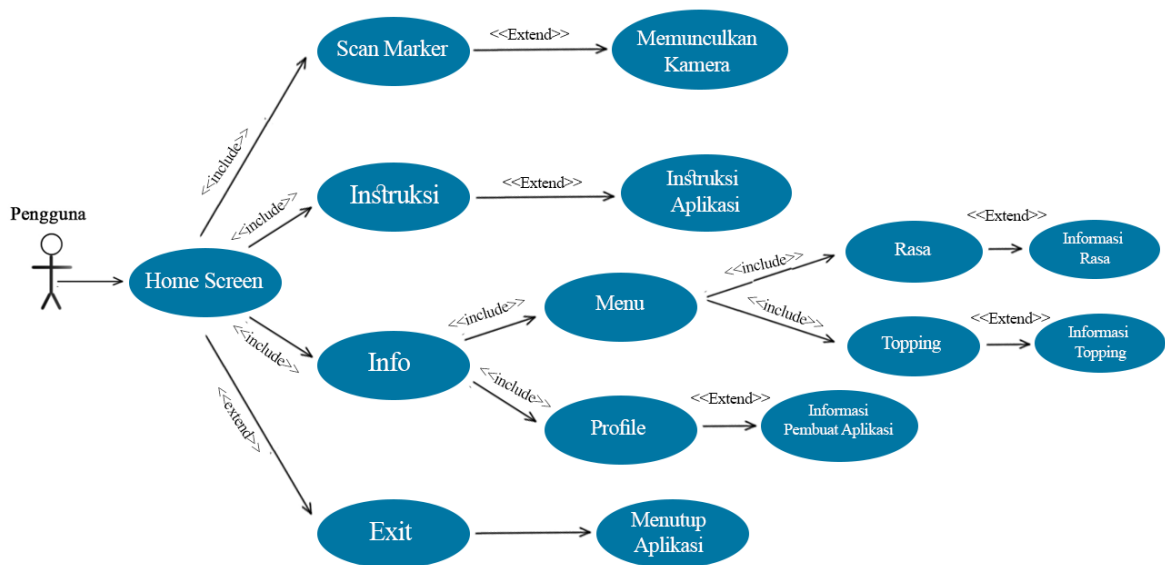 Scan Marker
<<Extend>>
Memunculkan
Kamera
<<include>>
Instruksi
<<Extend>>
Instruksi
Aplikasi
<<include>>
Pengguna
Home Screen
<<include>>
Info
<<include>>
Menu
<<include>>
Rasa
<<Extend>>
Informasi
Rasa
<<include>>
Topping
<<Extend>>
Informasi
Topping
<<include>>
Profile
<<Extend>>
Informasi
Pembuat Aplikasi
<<extend>>
Exit
Menutup
Aplikasi